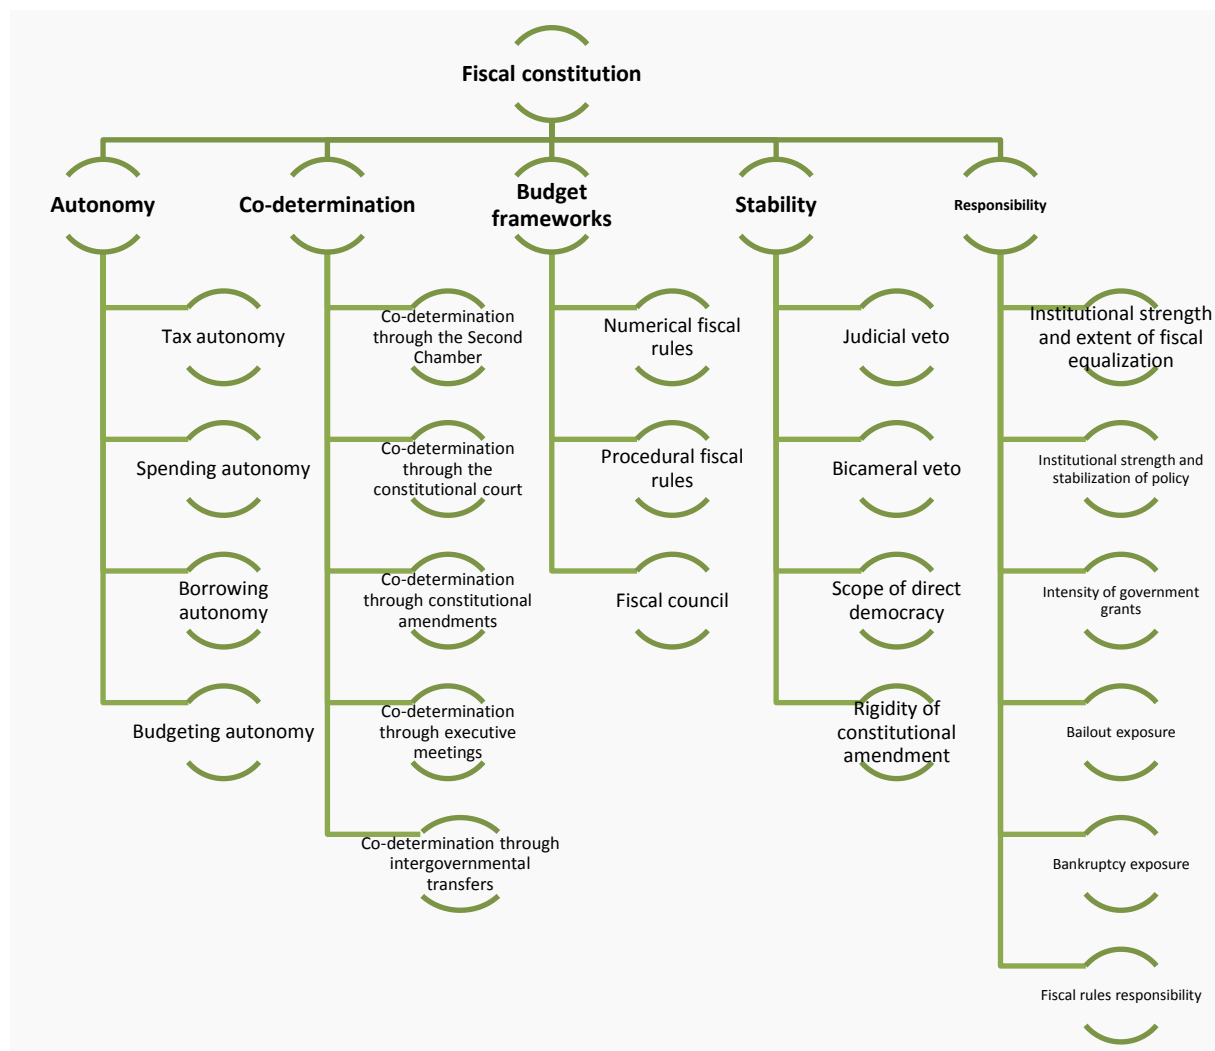 Fiscal constitution
Autonomy
Co-determination
Budget
frameworks
Stability
Responsibility
Tax autonomy
Spending autonomy
Borrowing
autonomy
Budgeting autonomy
Co-determination
through the Second
Chamber
Co-determination
through the
constitutional court
Co-determination
through constitutional
amendments
Co-determination
through executive
meetings
Co-determination through
intergovernmental
transfers
Numerical fiscal
rules
Procedural fiscal
rules
Fiscal council
Judicial veto
Bicameral veto
Scope of direct
democracy
Rigidity of
constitutional
amendment
Institutional strength
and extent of fiscal
equalization
Institutional strength and
stabilization of policy
Intensity of government
grants
Bailout exposure
Bankruptcy exposure
Fiscal rules responsibility